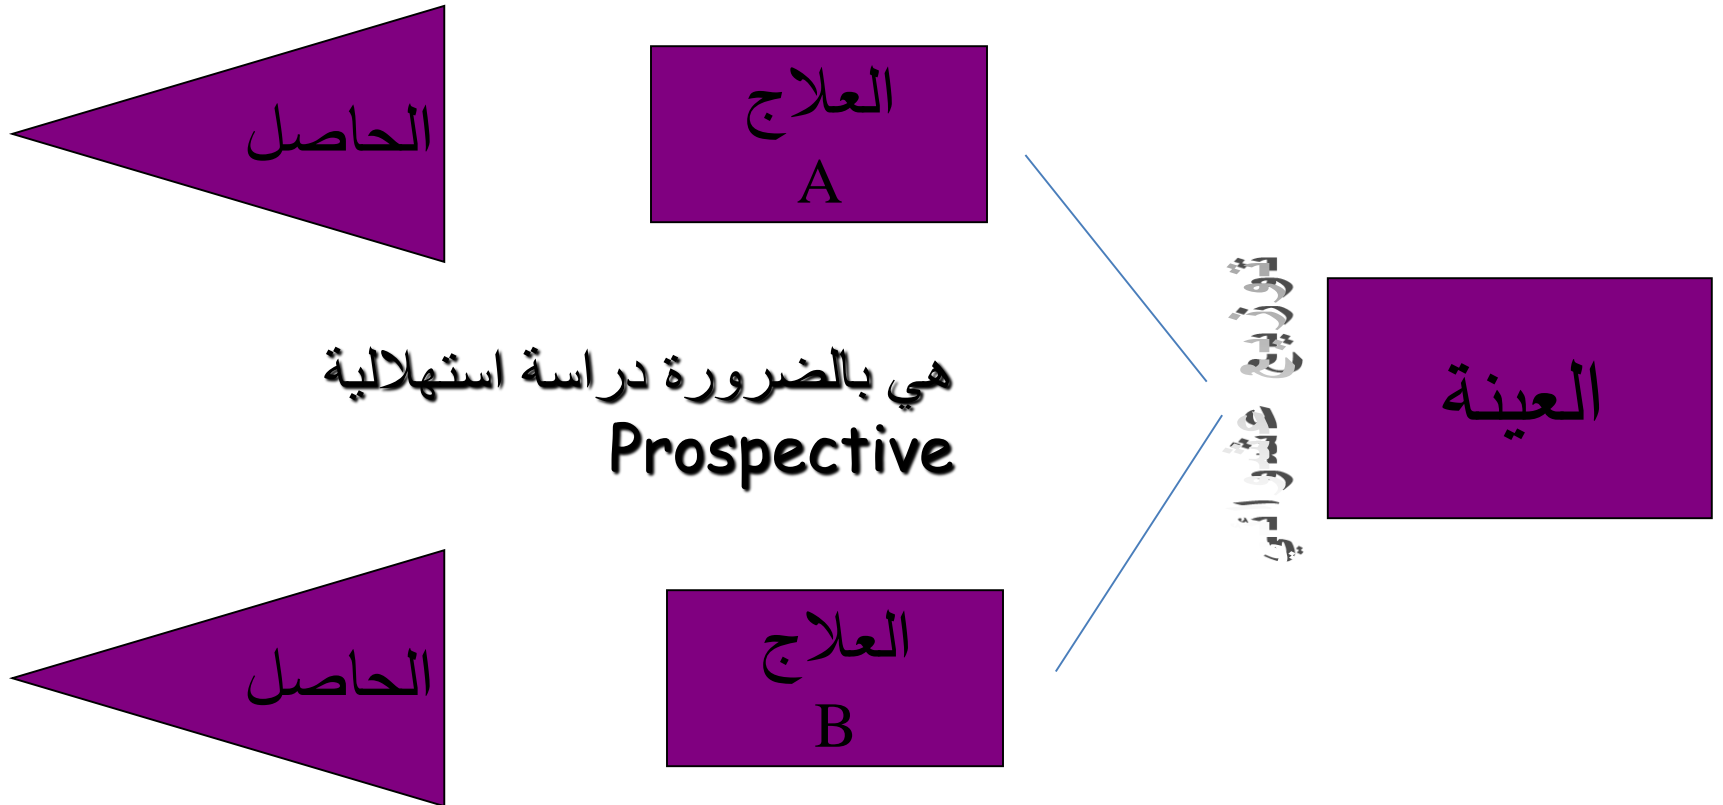 العينة
توزيع عشوائي
العلاج
A
الحاصل
هي بالضرورة دراسة استهلالية
Prospective
العلاج
B
الحاصل